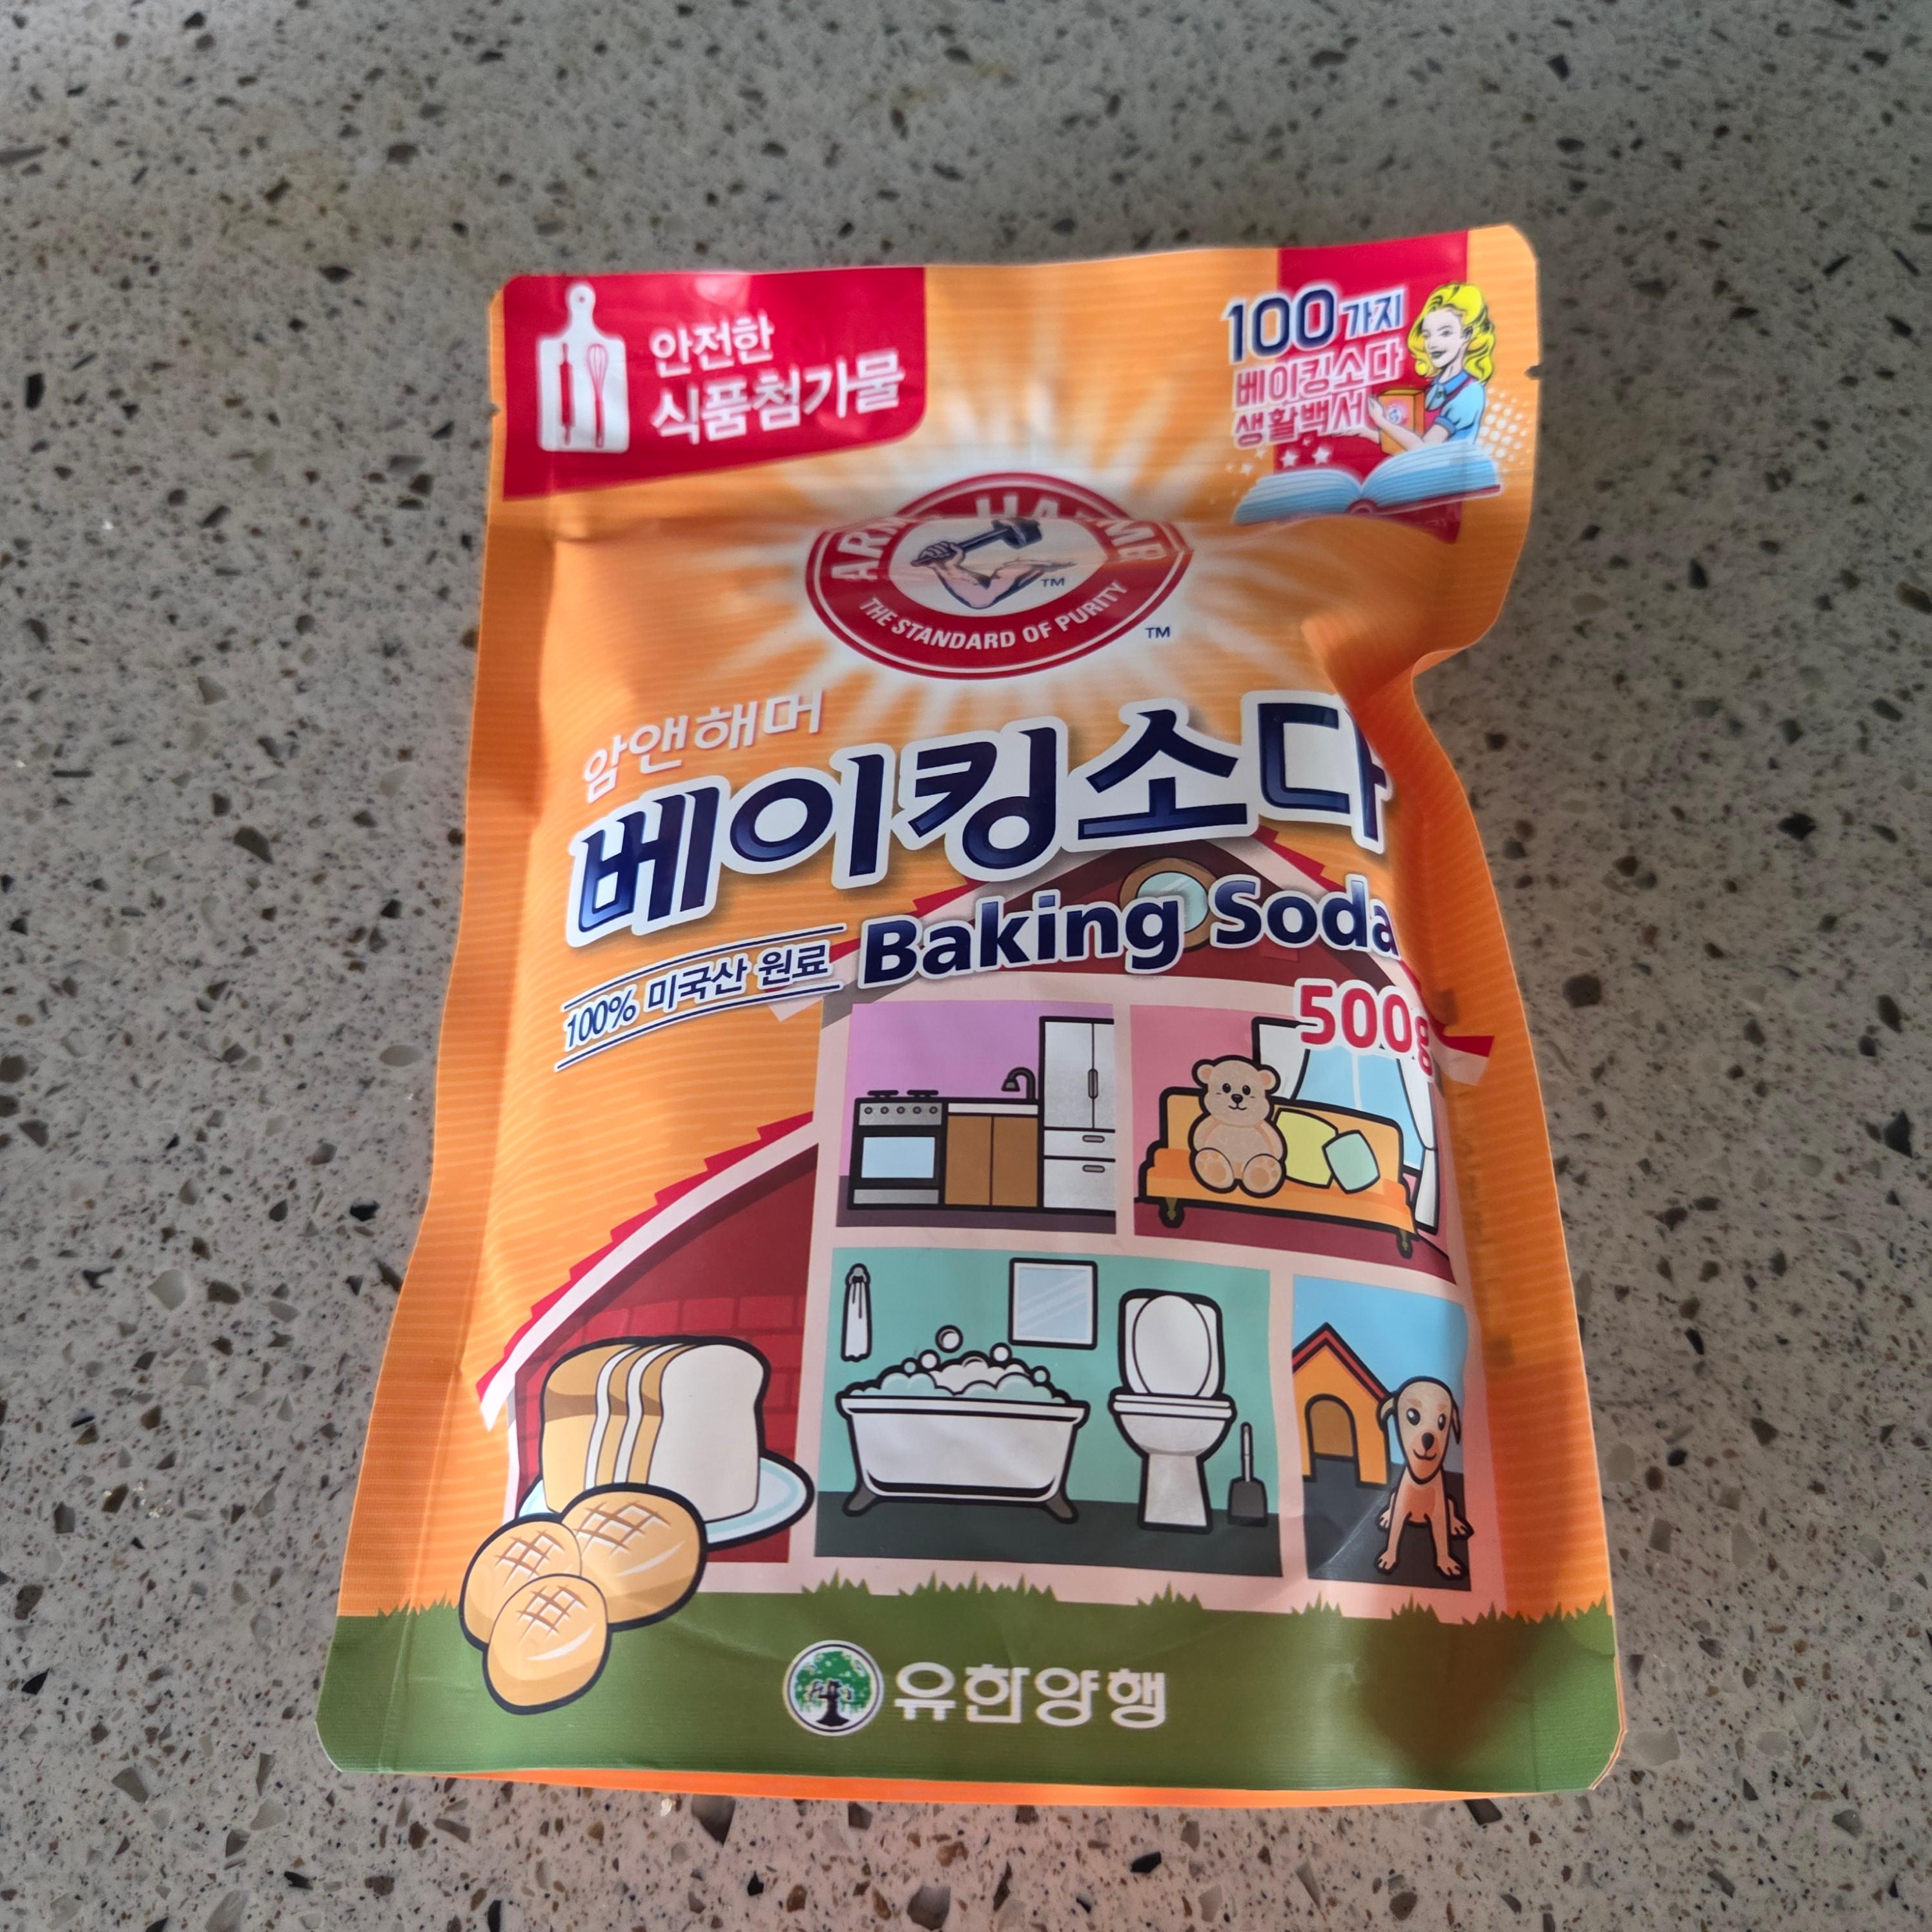 안전한
식품첨가물
100가지
베이킹소다
생활백서
THE STANDARD OF PURITY
TM
TM
암앤해머
베이킹소다
Baking Soda
100% 미국산 원료
500g
유한양행